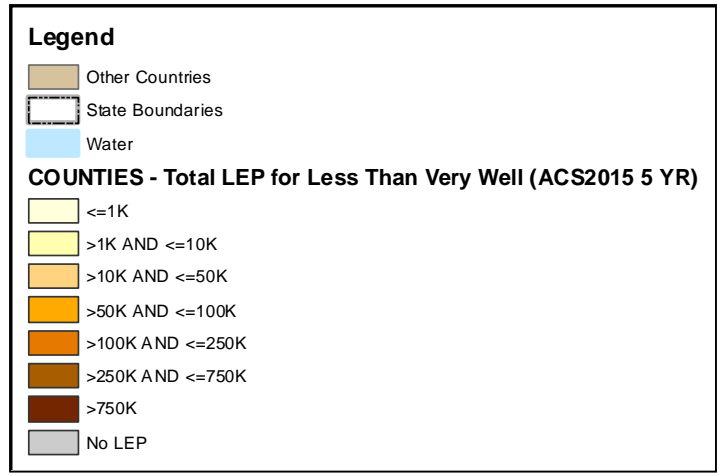 Legend
Other Countries
State Boundaries
Water
COUNTIES - Total LEP for Less Than Very Well (ACS2015 5 YR)
<=1K
>1K AND <=10K
>10K AND <=50K
>50K AND <=100K
>100K AND <=250K
>250K AND <=750K
>750K
No LEP